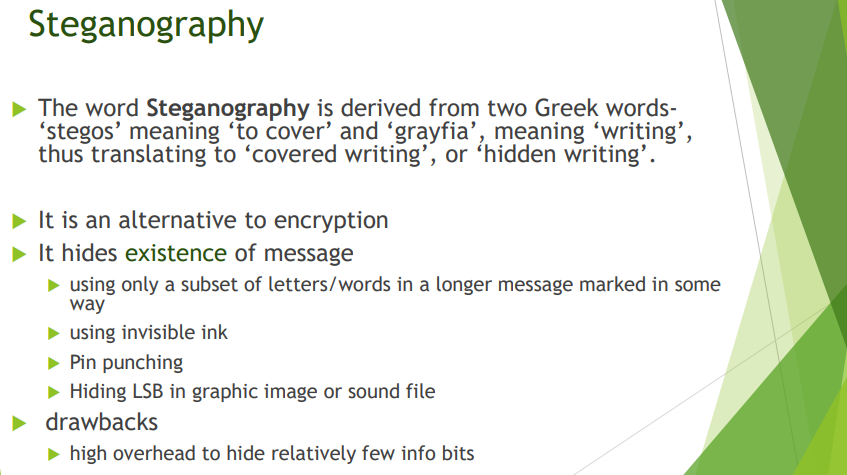 Steganography
The word Steganography is derived from two Greek words-
‘stegos’ meaning ‘to cover’ and ‘grayfia’, meaning ‘writing’,
thus translating to ‘covered writing’, or ‘hidden writing’.
It is an alternative to encryption
It hides existence of message
using only a subset of letters/words in a longer message marked in some
way
using invisible ink
Pin punching
Hiding LSB in graphic image or sound file
drawbacks
high overhead to hide relatively few info bits